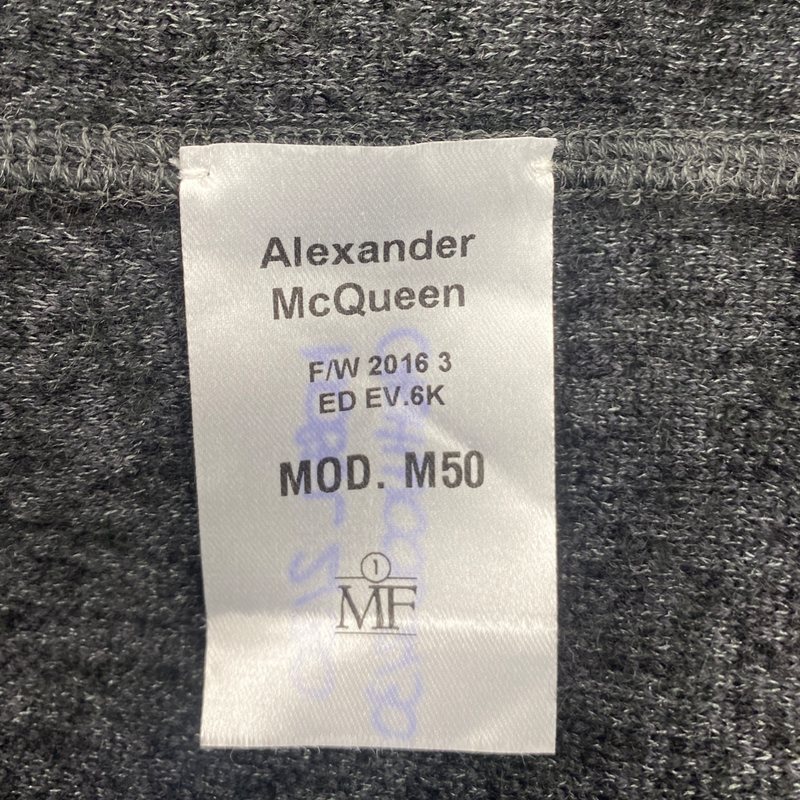 Alexander
McQueen
F/W 2016 3
ED EV.6K
MOD. M50
1
MF